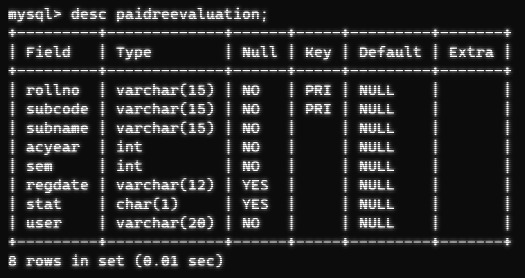 mysql> desc paidreevaluation;
+----------+-------------+------+-----+---------+-------+
| Field    | Type        | Null | Key | Default | Extra |
+----------+-------------+------+-----+---------+-------+
| rollno   | varchar(15) | NO   | PRI | NULL    |       |
| subcode  | varchar(15) | NO   | PRI | NULL    |       |
| subname  | varchar(15) | NO   |     | NULL    |       |
| acyear   | int         | NO   |     | NULL    |       |
| sem      | int         | NO   |     | NULL    |       |
| regdate  | varchar(12) | YES  |     | NULL    |       |
| stat     | char(1)     | YES  |     | NULL    |       |
| user     | varchar(20) | NO   |     | NULL    |       |
+----------+-------------+------+-----+---------+-------+
8 rows in set (0.01 sec)